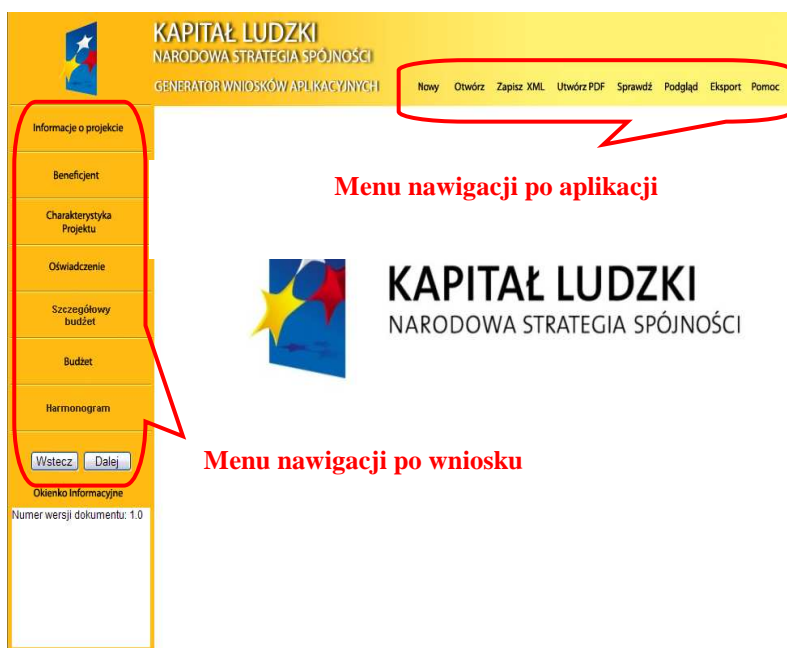 KAPITAŁ LUDZKI
NARODOWA STRATEGIA SPÓJNOŚCI
GENERATOR WNIOSKÓW APLIKACYJNYCH
Nowy Otwórz Zapisz XML Utwórz PDF Sprawdź Podgląd Eksport Pomoc
Informacje o projekcie
Beneficjent
Charakterystyka
Projektu
Oświadczenie
Szczegółowy
budżet
Budżet
Harmonogram
Wstecz Dalej
Okienko Informacyjne
Numer wersji dokumentu: 1.0
Menu nawigacji po aplikacji
KAPITAŁ LUDZKI
NARODOWA STRATEGIA SPÓJNOŚCI
Menu nawigacji po wniosku